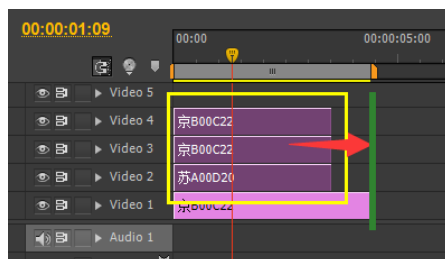 00:00:01:09
00:00 00:00:05:00
Video 5
Video 4 京B00C22
Video 3 京B00C22
Video 2 苏A00D20
Video 1 京B00C22
Audio 1